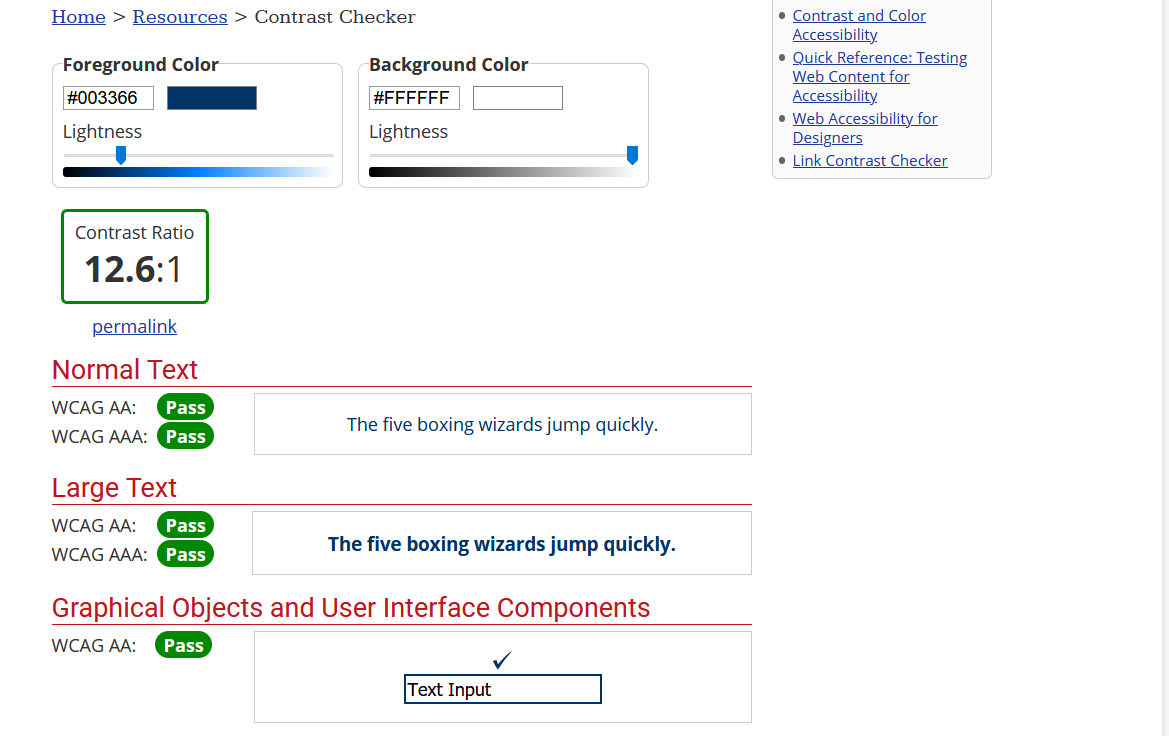 Home > Resources > Contrast Checker
Foreground Color
#003366
Lightness
Background Color
#FFFFFF
Lightness
Contrast Ratio
12.6:1
permalink
Normal Text
WCAG AA: Pass
WCAG AAA: Pass
The five boxing wizards jump quickly.
Large Text
WCAG AA: Pass
WCAG AAA: Pass
The five boxing wizards jump quickly.
Graphical Objects and User Interface Components
WCAG AA: Pass
Text Input
Contrast and Color
Accessibility
Quick Reference: Testing
Web Content for
Accessibility
Web Accessibility for
Designers
Link Contrast Checker